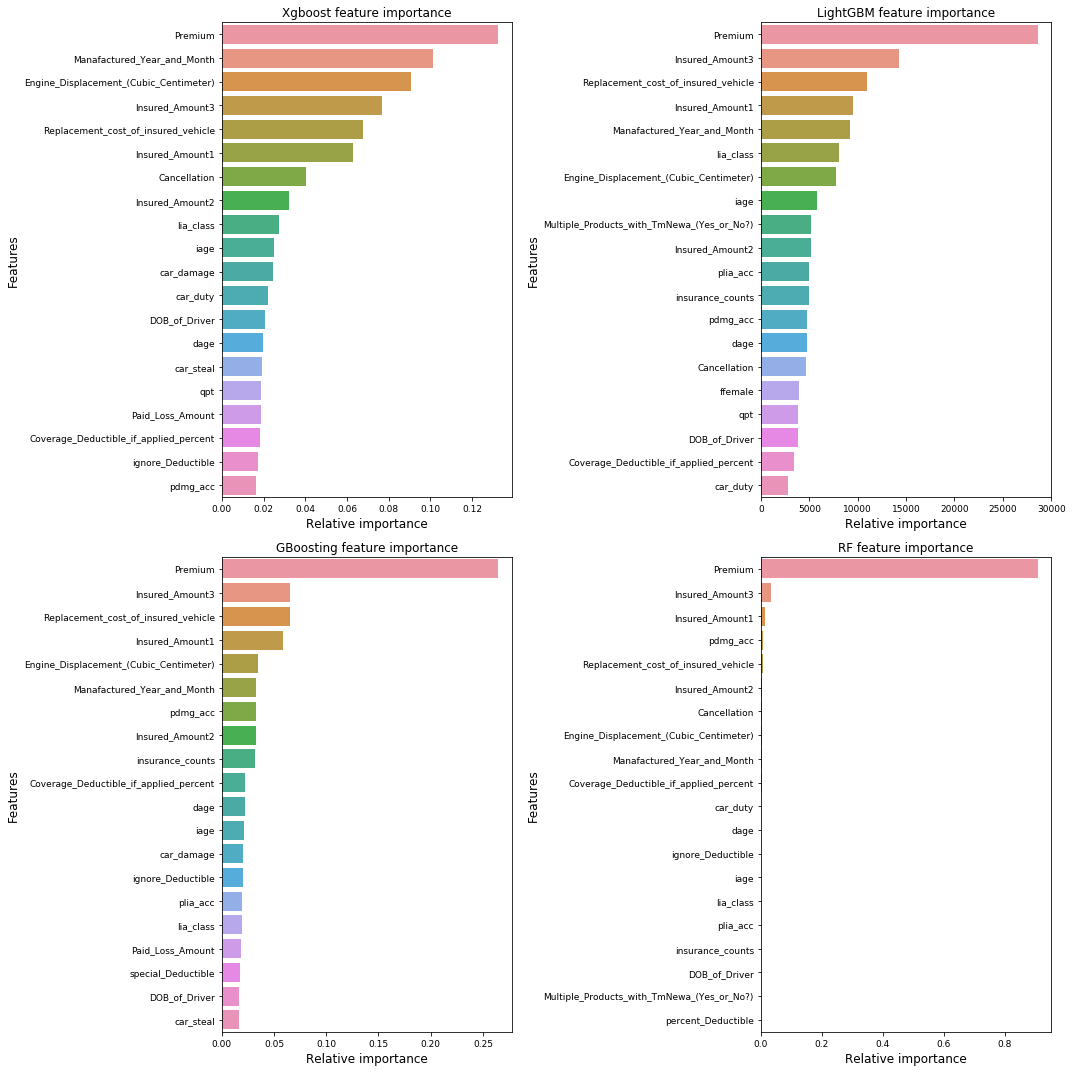 Xgboost feature importance
Features
Premium
Manafactured_Year_and_Month
Engine_Displacement_(Cubic_Centimeter)
Insured_Amount3
Replacement_cost_of_insured_vehicle
Insured_Amount1
Cancellation
Insured_Amount2
lia_class
iage
car_damage
car_duty
DOB_of_Driver
dage
car_steal
qpt
Paid_Loss_Amount
Coverage_Deductible_if_applied_percent
ignore_Deductible
pdmg_acc
0.00 0.02 0.04 0.06 0.08 0.10 0.12
Relative importance
LightGBM feature importance
Features
Premium
Insured_Amount3
Replacement_cost_of_insured_vehicle
Insured_Amount1
Manafactured_Year_and_Month
lia_class
Engine_Displacement_(Cubic_Centimeter)
iage
Multiple_Products_with_TmNewa_(Yes_or_No?)
Insured_Amount2
plia_acc
insurance_counts
pdmg_acc
dage
Cancellation
ffemale
qpt
DOB_of_Driver
Coverage_Deductible_if_applied_percent
car_duty
0 5000 10000 15000 20000 25000 30000
Relative importance
GBoosting feature importance
Features
Premium
Insured_Amount3
Replacement_cost_of_insured_vehicle
Insured_Amount1
Engine_Displacement_(Cubic_Centimeter)
Manafactured_Year_and_Month
pdmg_acc
Insured_Amount2
insurance_counts
Coverage_Deductible_if_applied_percent
dage
iage
car_damage
ignore_Deductible
plia_acc
lia_class
Paid_Loss_Amount
special_Deductible
DOB_of_Driver
car_steal
0.00 0.05 0.10 0.15 0.20 0.25
Relative importance
RF feature importance
Features
Premium
Insured_Amount3
Insured_Amount1
pdmg_acc
Replacement_cost_of_insured_vehicle
Insured_Amount2
Cancellation
Engine_Displacement_(Cubic_Centimeter)
Manafactured_Year_and_Month
Coverage_Deductible_if_applied_percent
car_duty
dage
ignore_Deductible
iage
lia_class
plia_acc
insurance_counts
DOB_of_Driver
Multiple_Products_with_TmNewa_(Yes_or_No?)
percent_Deductible
0.0 0.2 0.4 0.6 0.8
Relative importance